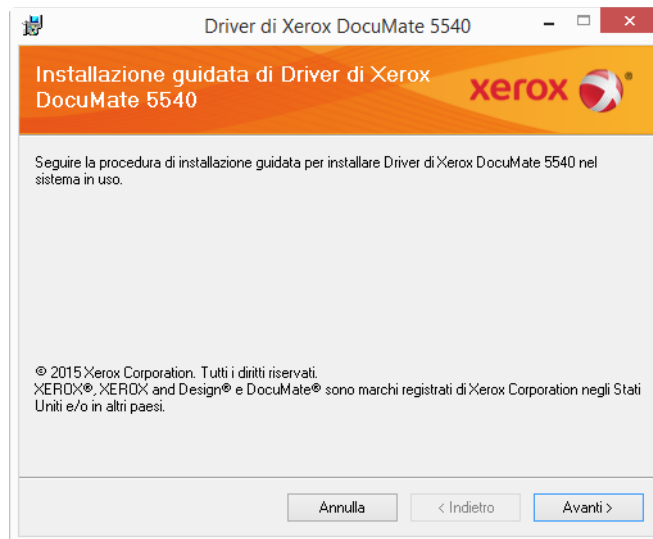 Driver di Xerox DocuMate 5540
Installazione guidata di Driver di Xerox
DocuMate 5540
xerox
Seguire la procedura di installazione guidata per installare Driver di Xerox DocuMate 5540 nel
sistema in uso.
© 2015 Xerox Corporation. Tutti i diritti riservati.
XEROX®, XEROX and Design® e DocuMate® sono marchi registrati di Xerox Corporation negli Stati
Uniti e/o in altri paesi.
Annulla
< Indietro
Avanti >